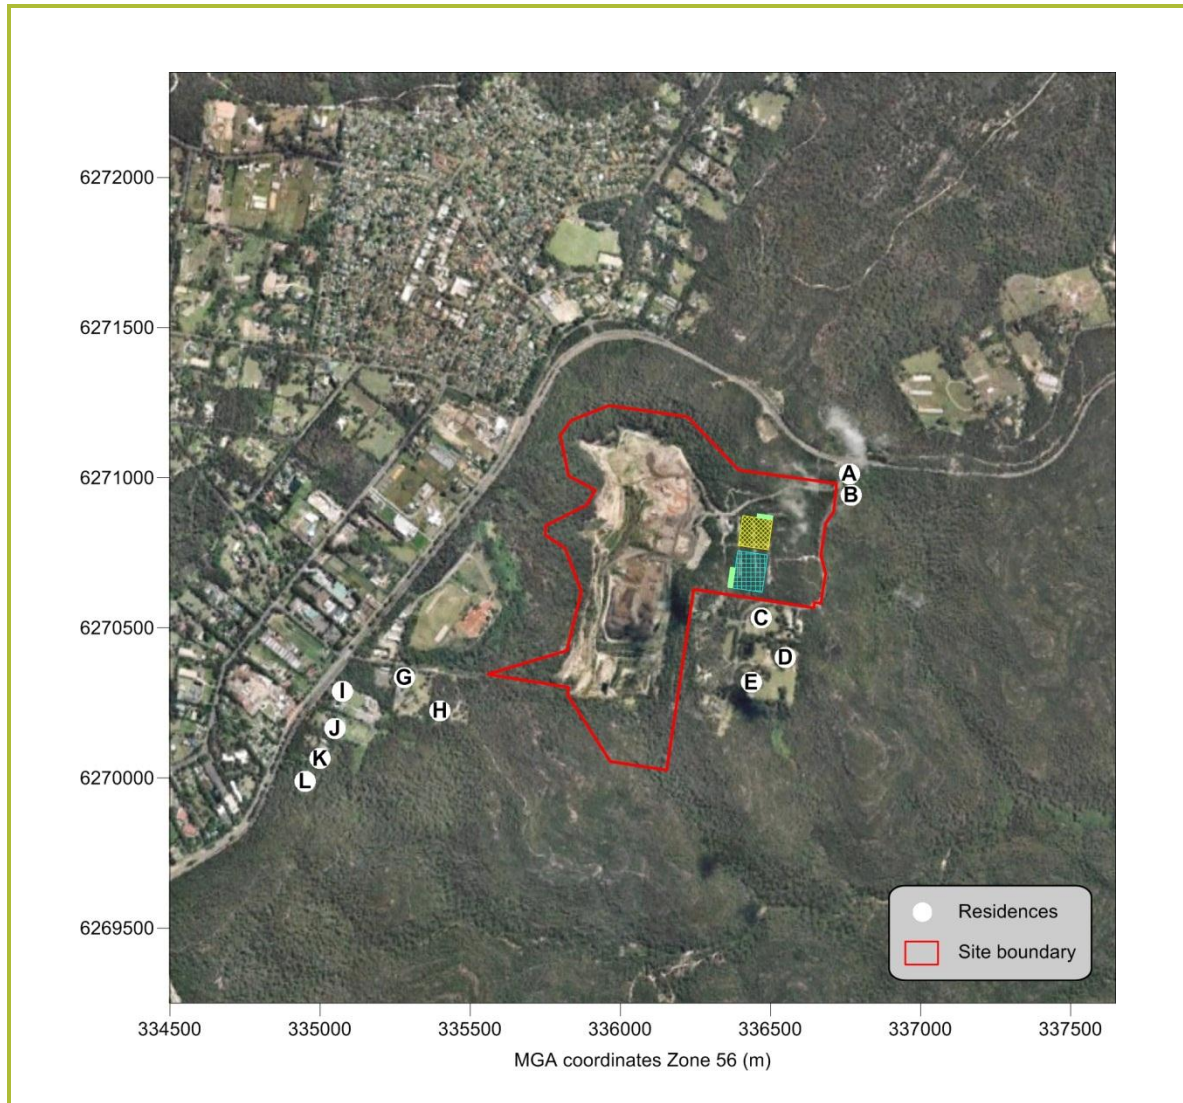 6272000
6271500
6271000
6270500
6270000
6269500
A
B
C
D
E
G
H
I
J
K
L
Residences
Site boundary
334500 335000 335500 336000 336500 337000 337500
MGA coordinates Zone 56 (m)